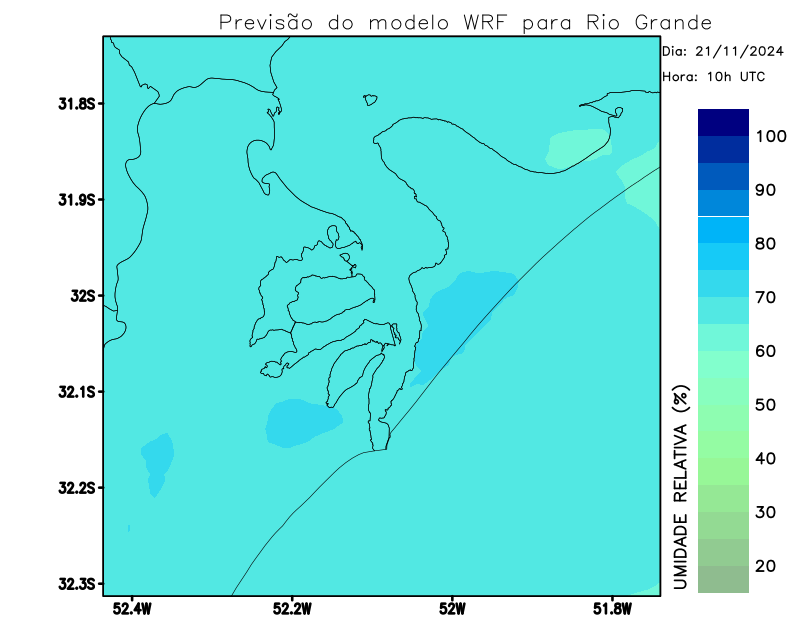 Previsão do modelo WRF para Rio Grande
Dia: 21/11/2024
Hora: 10h UTC
31.8S
31.9S
32S
32.1S
32.2S
32.3S
52.4W
52.2W
52W
51.8W
UMIDADE RELATIVA (%)
100
90
80
70
60
50
40
30
20